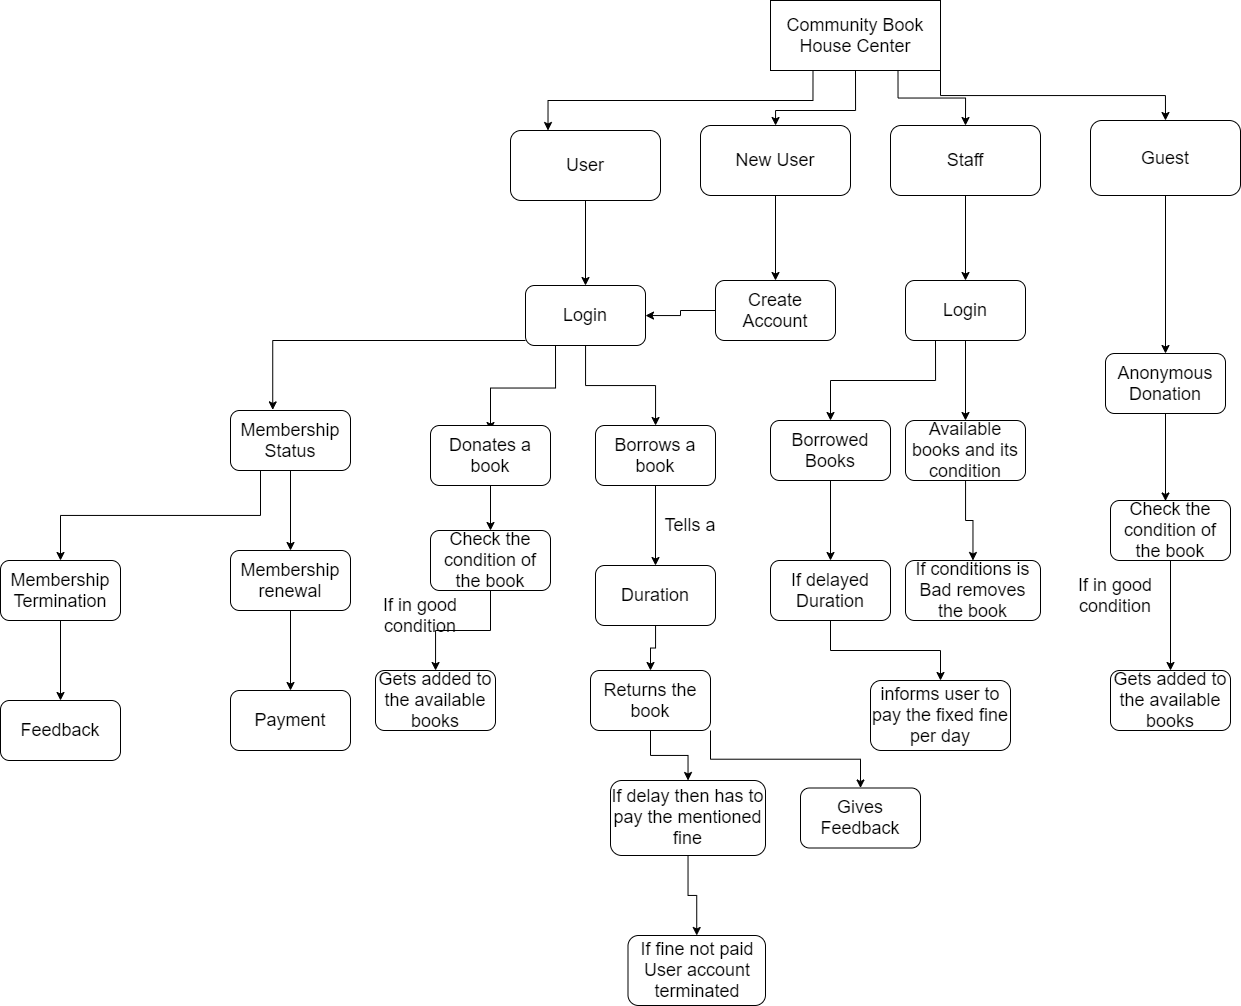 Community Book
House Center
User
New User
Staff
Guest
Login
Create
Account
Login
Anonymous
Donation
Membership
Status
Donates a
book
Borrows a
book
Borrowed
Books
Available
books and its
condition
Tells a
Check the
condition of
the book
Check the
condition of
the book
Membership
Termination
Membership
renewal
Duration
If delayed
Duration
If conditions is
Bad removes
the book
If in good
condition
If in good
condition
Feedback
Payment
Gets added to
the available
books
Returns the
book
informs user to
pay the fixed fine
per day
Gets added to
the available
books
If delay then has to
pay the mentioned
fine
Gives
Feedback
If fine not paid
User account
terminated